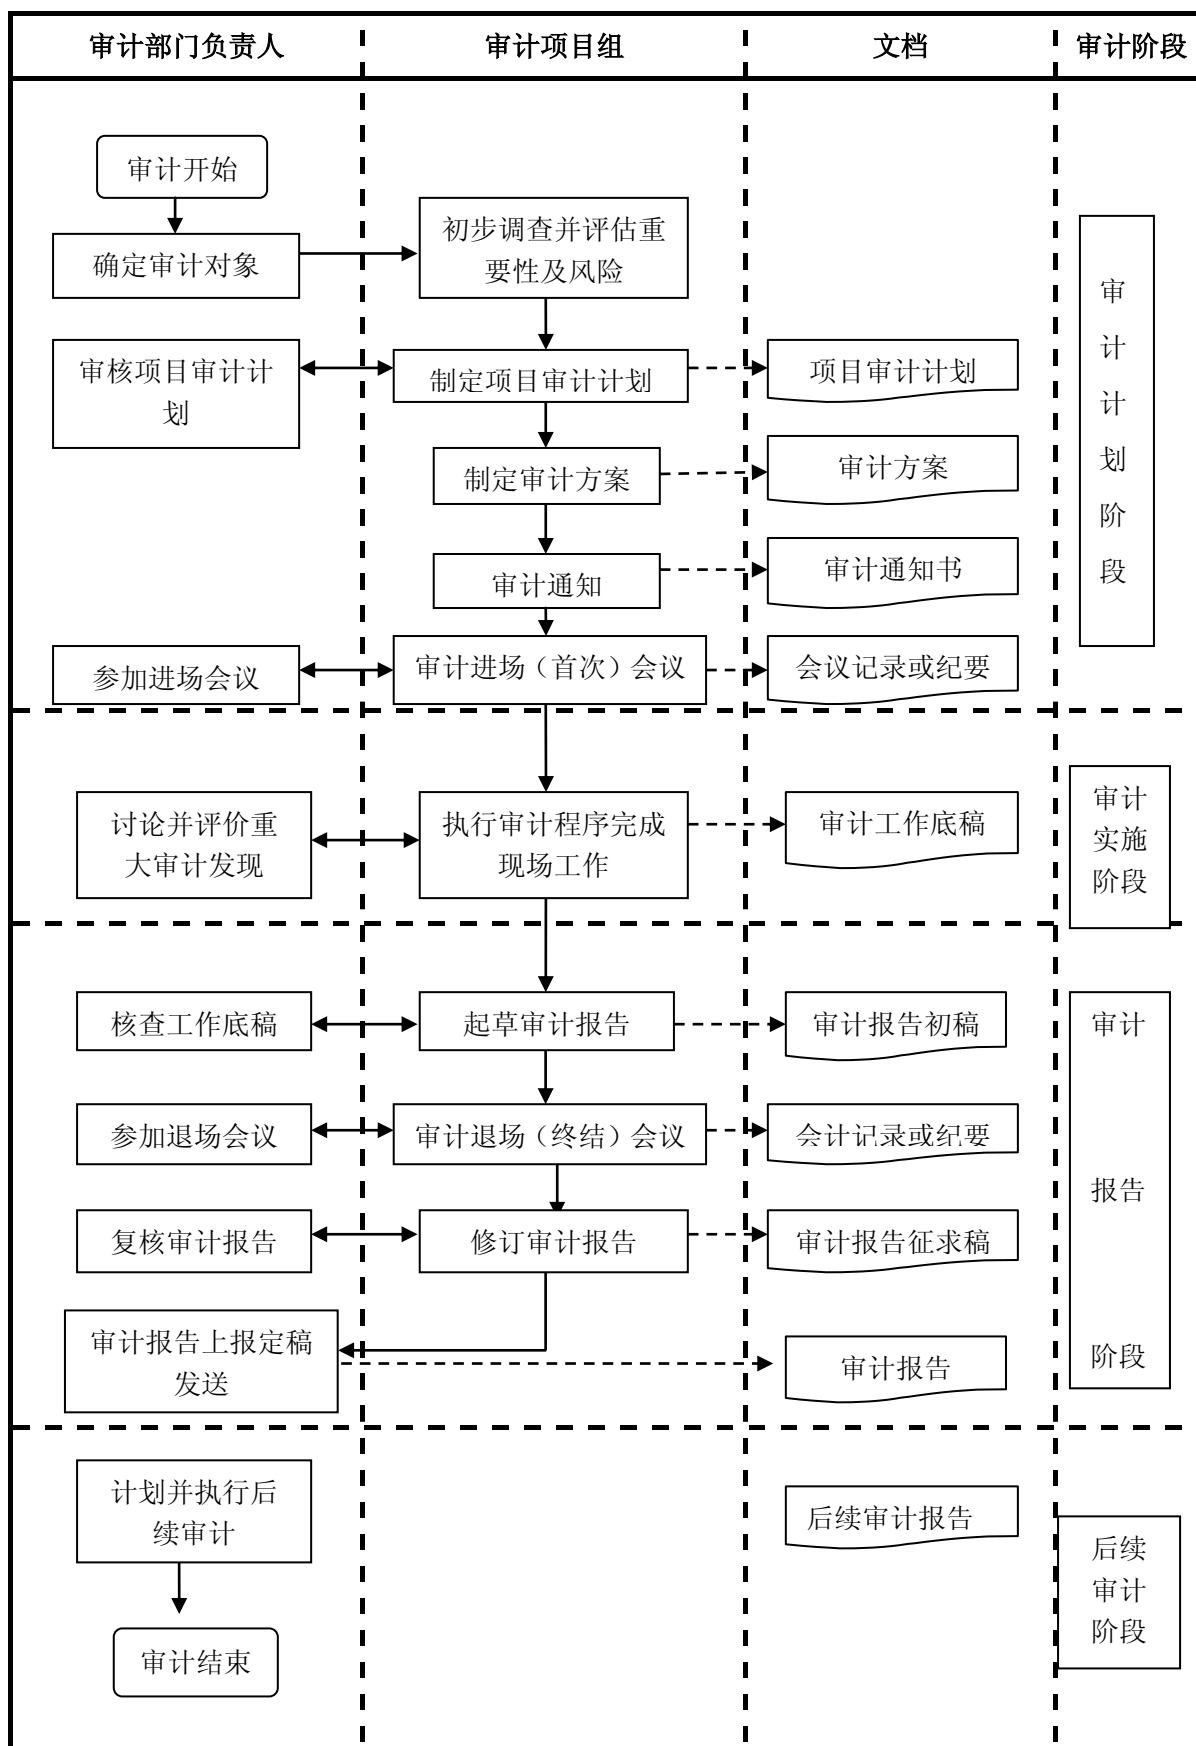 审计部门负责人
审计项目组
文档
审计阶段
审计开始
确定审计对象
初步调查并评估重
要性及风险
审核项目审计计
划
制定项目审计计划
项目审计计划
制定审计方案
审计方案
审计通知
审计通知书
参加进场会议
审计进场（首次）会议
会议记录或纪要
审
计
计
划
阶
段
讨论并评价重
大审计发现
执行审计程序完成
现场工作
审计工作底稿
审计
实施
阶段
核查工作底稿
起草审计报告
审计报告初稿
参加退场会议
审计退场（终结）会议
会计记录或纪要
复核审计报告
修订审计报告
审计报告征求稿
审计报告上报定稿
发送
审计报告
审计
报告
阶段
计划并执行后
续审计
后续审计报告
后续
审计
阶段
审计结束